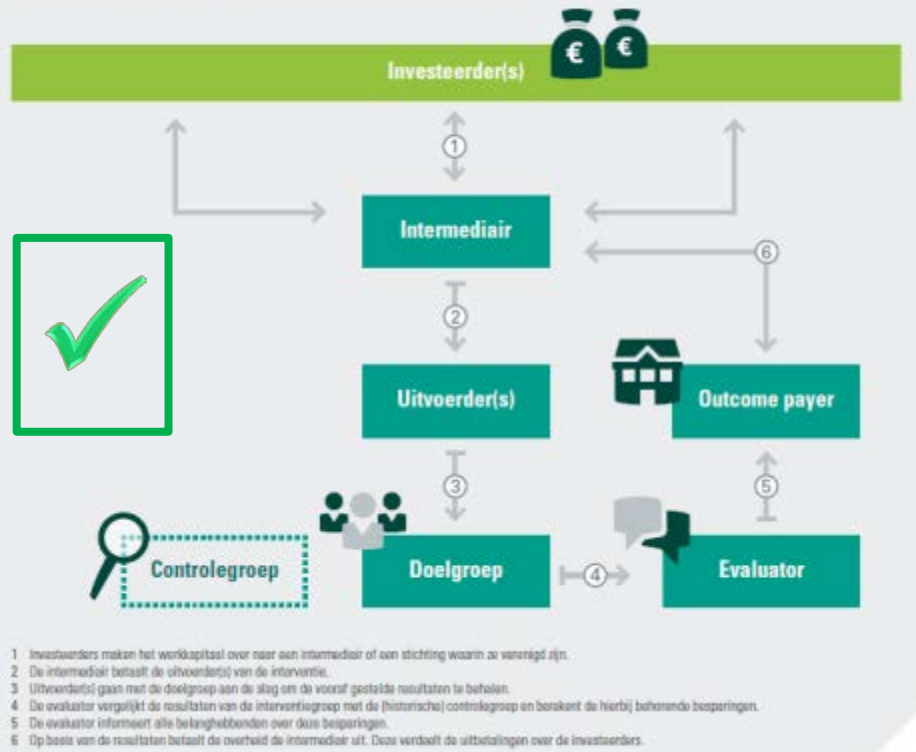 € €
Investeerder(s)
1
Intermediair
6
2
Uitvoerder(s)
Outcome payer
3
5
Controlegroep
Doelgroep
4
Evaluator
1 Investeerders maken het werkkapitaal over naar een intermediair of een stichting waarin ze verenigd zijn.
2 De intermediair betaalt de uitvoerder(s) van de interventie.
3 Uitvoerder(s) gaan met de doelgroep aan de slag om de vooraf gestelde resultaten te behalen.
4 De evaluator vergelijkt de resultaten van de interventiegroep met de (historische) controlegroep en berekent de hierbij behorende besparingen.
5 De evaluator informeert alle belanghebbenden over deze besparingen.
6 Op basis van de resultaten betaalt de overheid de intermediair uit. Deze verdeelt de uitbetalingen over de investeerders.